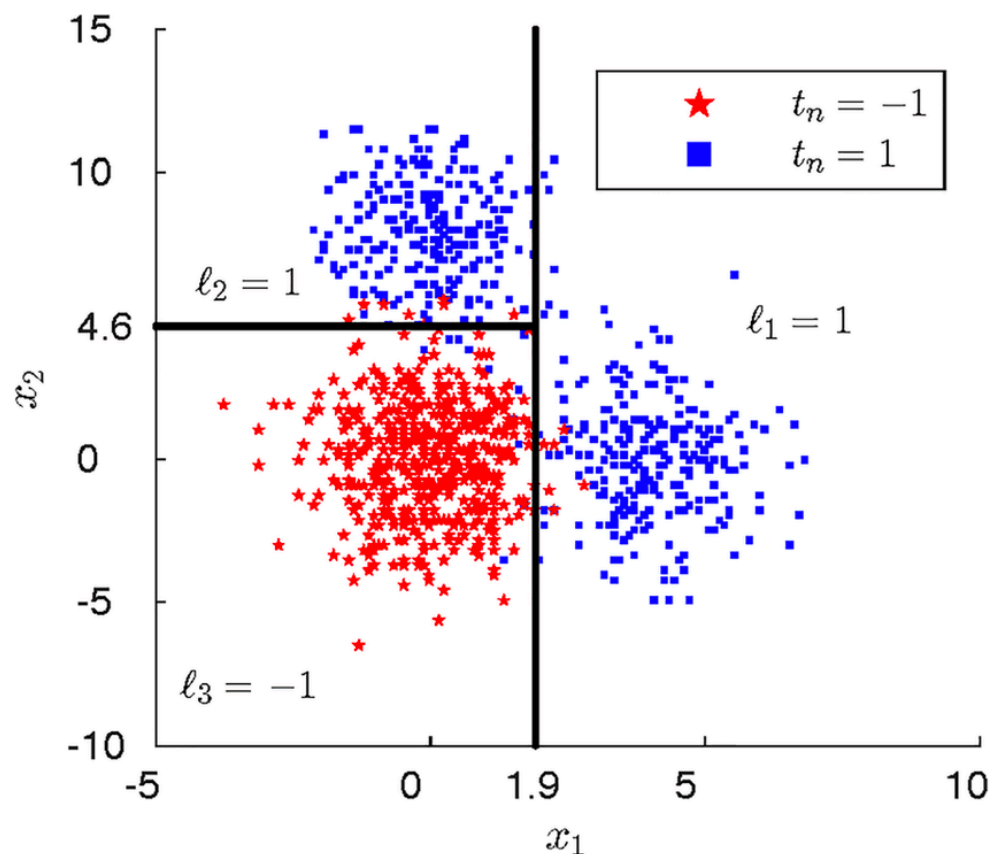 15
tₙ = −1
tₙ = 1
10
ℓ₂ = 1
ℓ₁ = 1
4.6
x₂
0
-5
ℓ₃ = −1
-10
-5
0
1.9
5
10
x₁